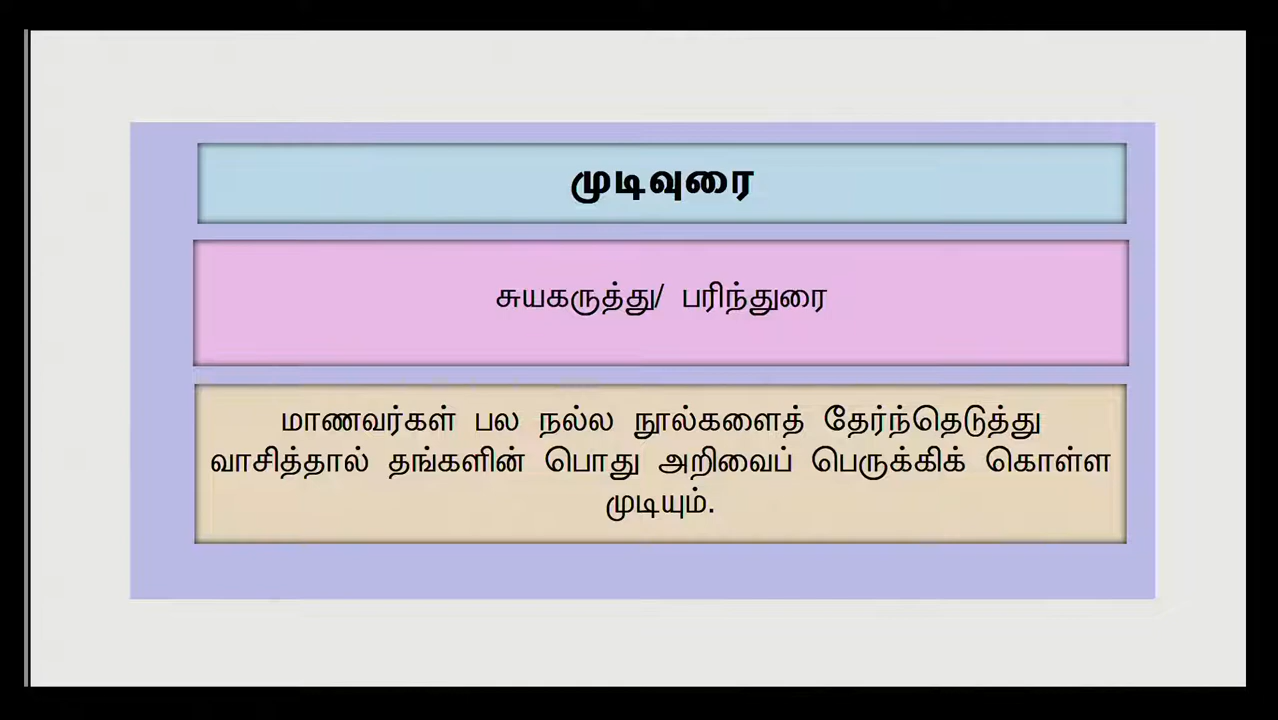 முடிவுரை
சுயகருத்து/ பரிந்துரை
மாணவர்கள் பல நல்ல நூல்களைத் தேர்ந்தெடுத்து
வாசித்தால் தங்களின் பொது அறிவைப் பெருக்கிக் கொள்ள
முடியும்.